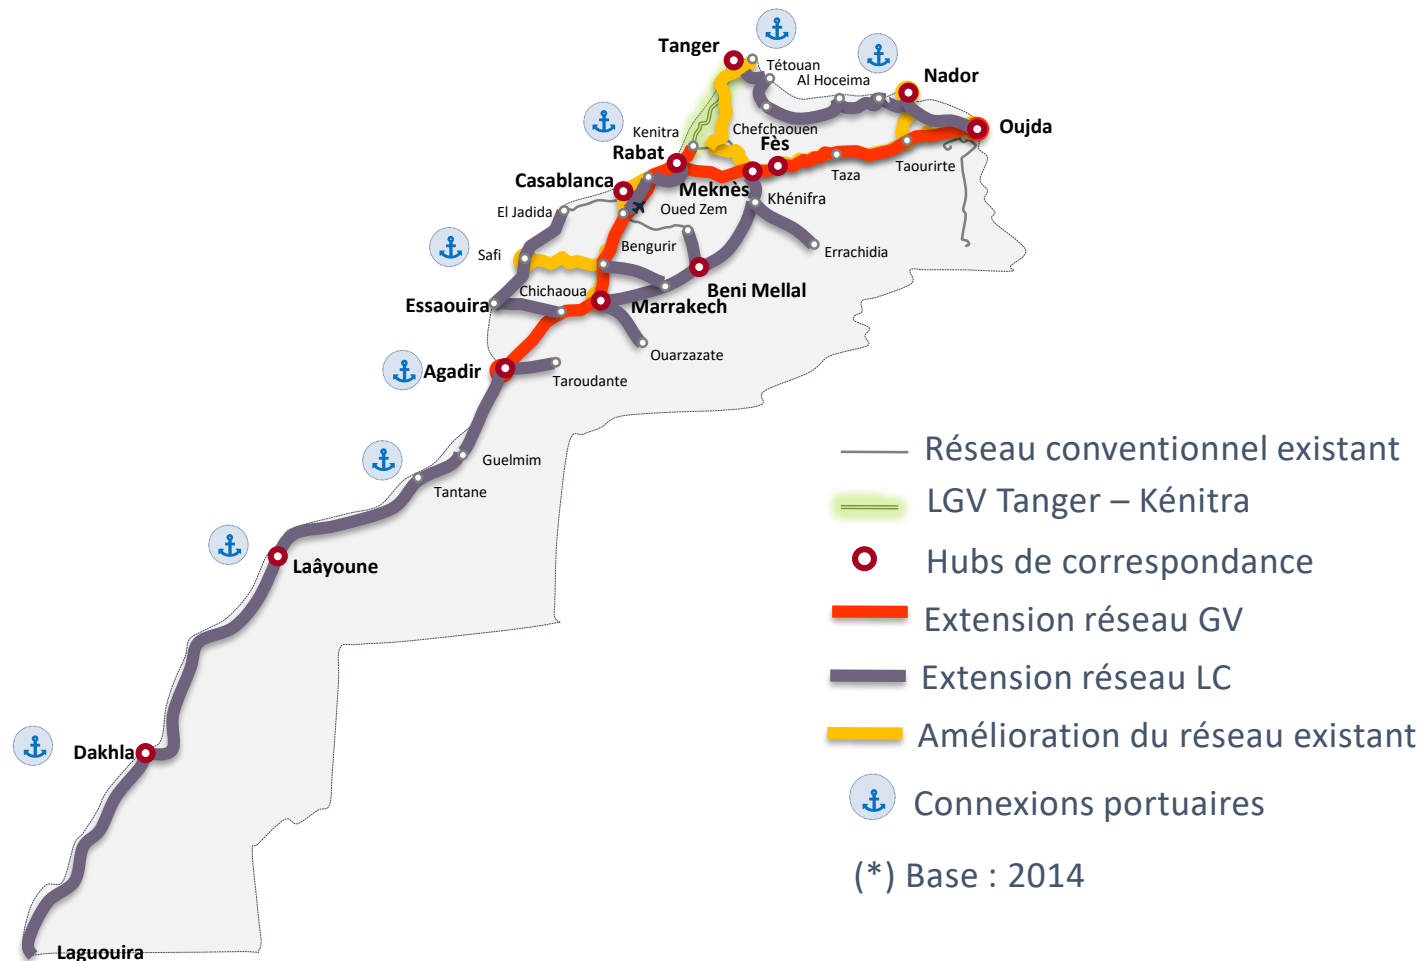 Tanger
Tétouan
Al Hoceima
Nador
Kenitra
Chefchaouen
Oujda
Rabat
Fès
Taourirte
Taza
Casablanca
Meknès
Khénifra
El Jadida
Oued Zem
Safi
Bengurir
Errachidia
Chichaoua
Beni Mellal
Essaouira
Marrakech
Ouarzazate
Agadir
Taroudante
Guelmim
Tantane
Laâyoune
Dakhla
Laguouira
Réseau conventionnel existant
LGV Tanger – Kénitra
Hubs de correspondance
Extension réseau GV
Extension réseau LC
Amélioration du réseau existant
Connexions portuaires
(*) Base : 2014